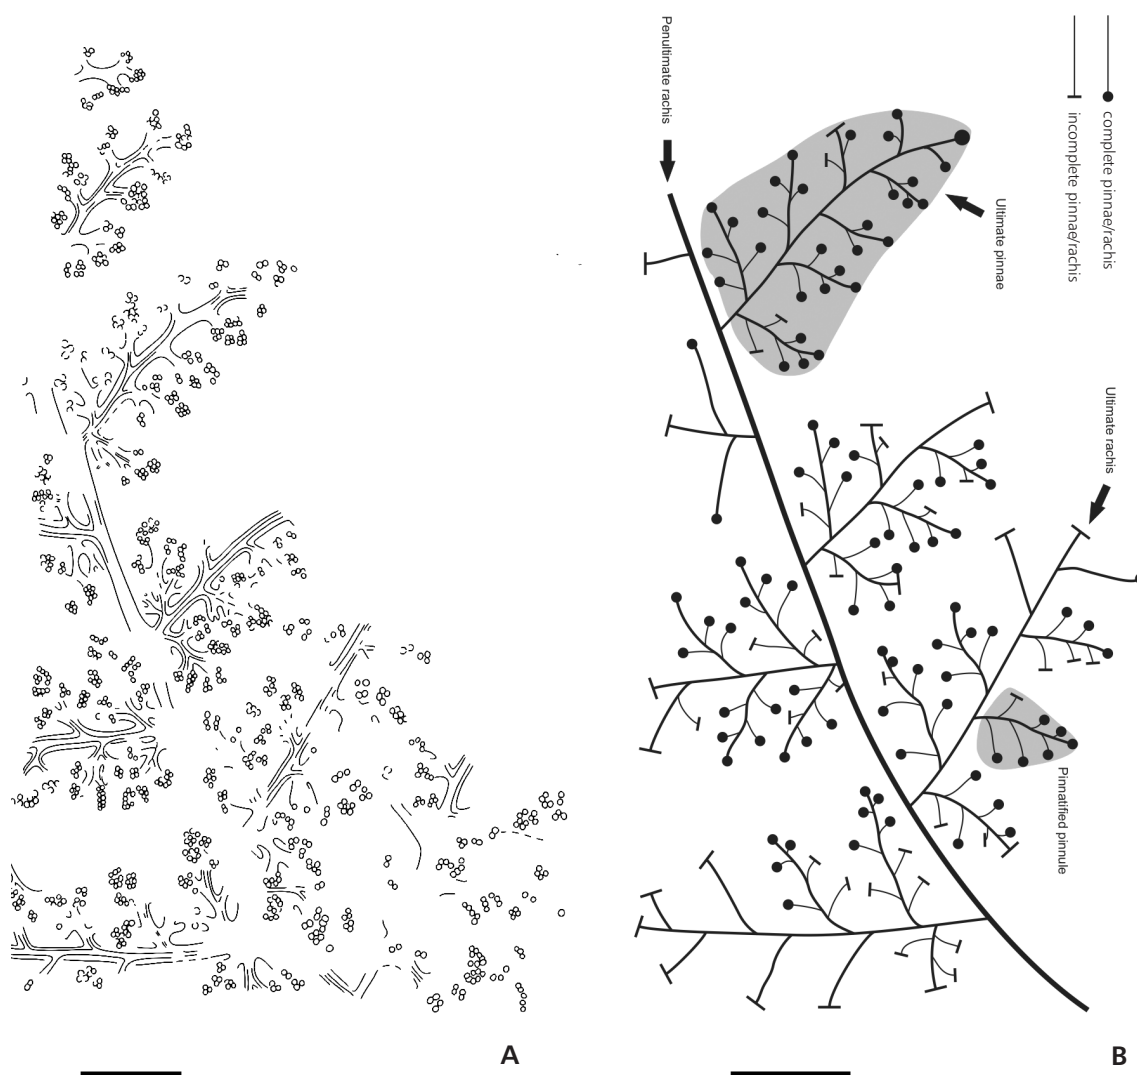 Penultimate rachis
complete pinnae/rachis
incomplete pinnae/rachis
Ultimate pinnae
Ultimate rachis
Pinnatified pinnule
A
B